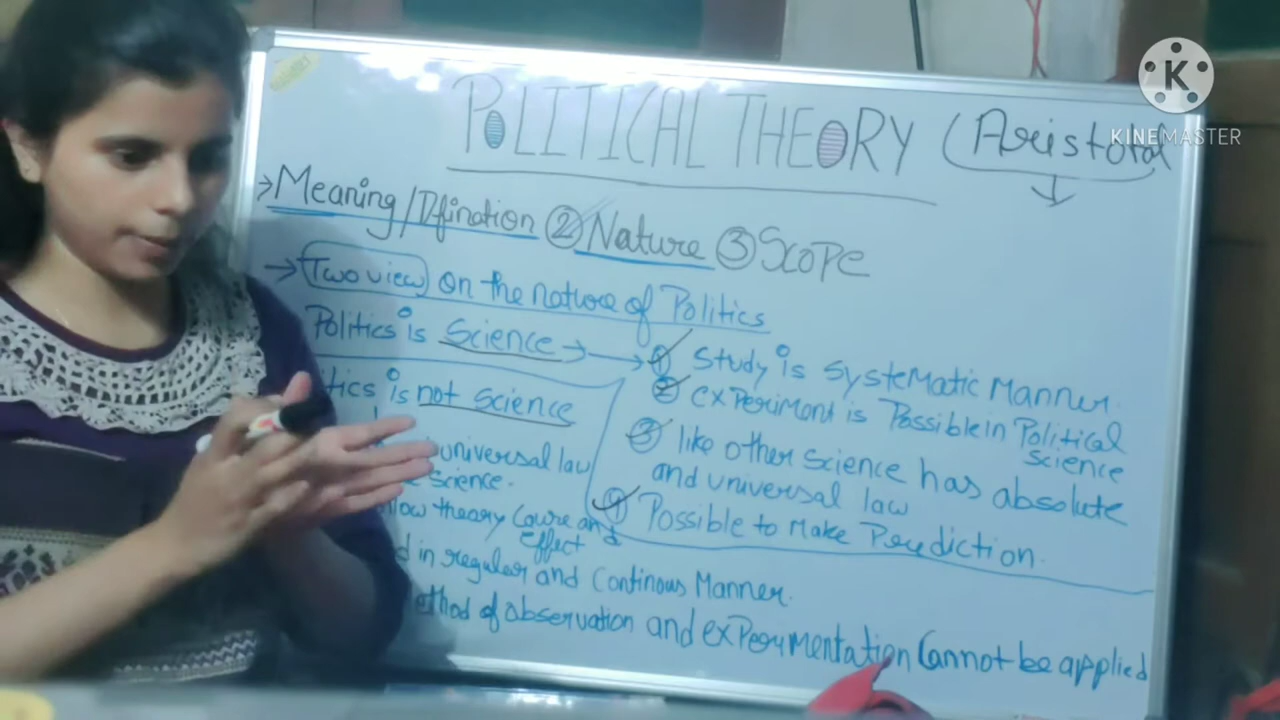 POLITICAL THEORY (Aristotal
K
KINEMASTER
Meaning/Dfination ② Nature ③ Scope
Two view on the nature of Politics
Politics is Science → ① Study is Systematic Manner.
② experiment is Possible in Political science
③ like other science has absolute
and universal law
④ Possible to Make Prediction.
tics is not science
universal law
science.
theory Cause and
effect
in regular and Continous Manner.
ethod of observation and experimentation Cannot be applied